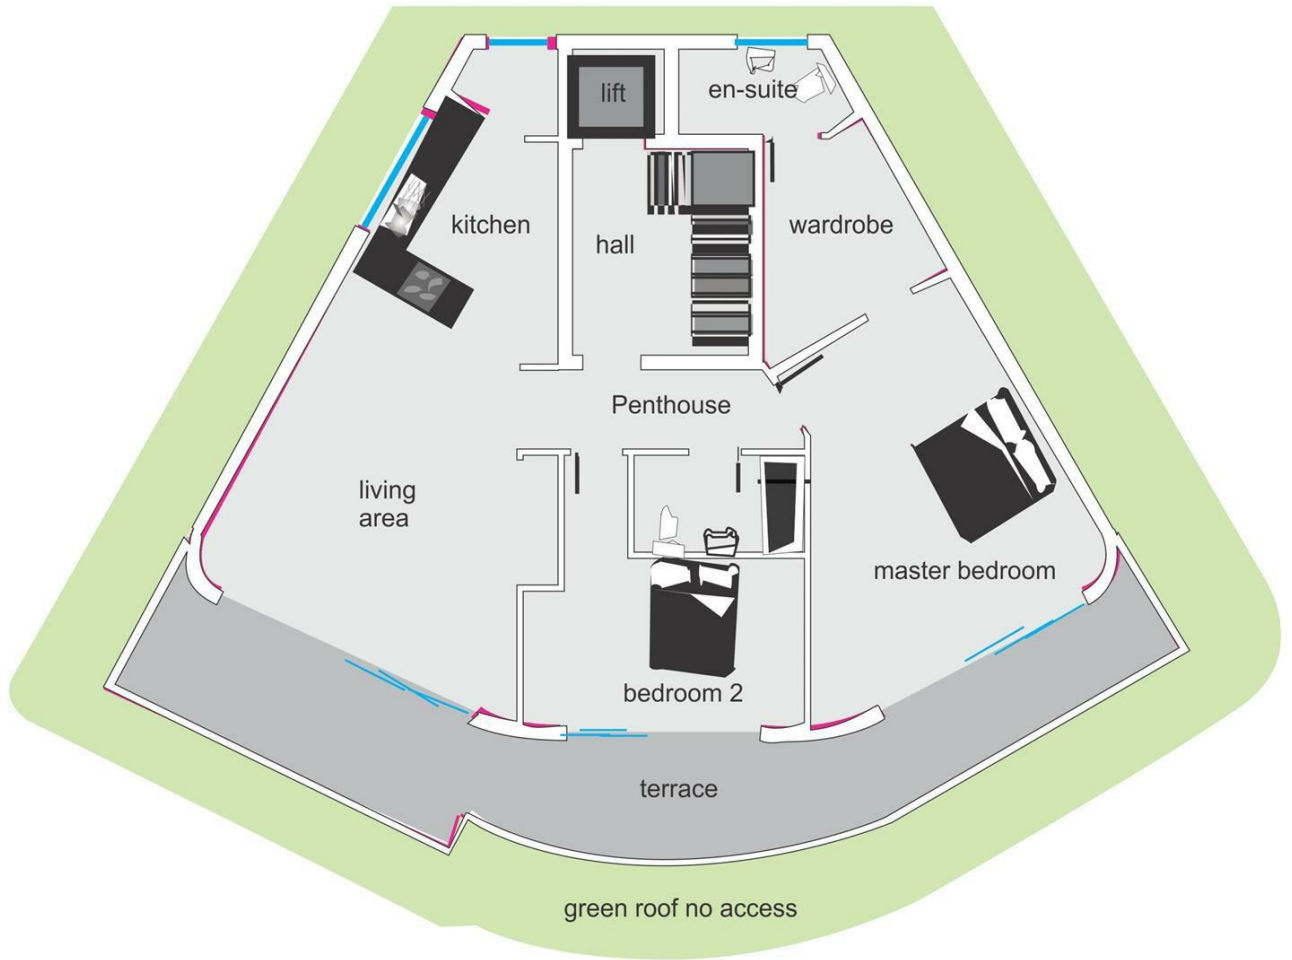 lift
en-suite
kitchen
hall
wardrobe
Penthouse
living
area
master bedroom
bedroom 2
terrace
green roof no access